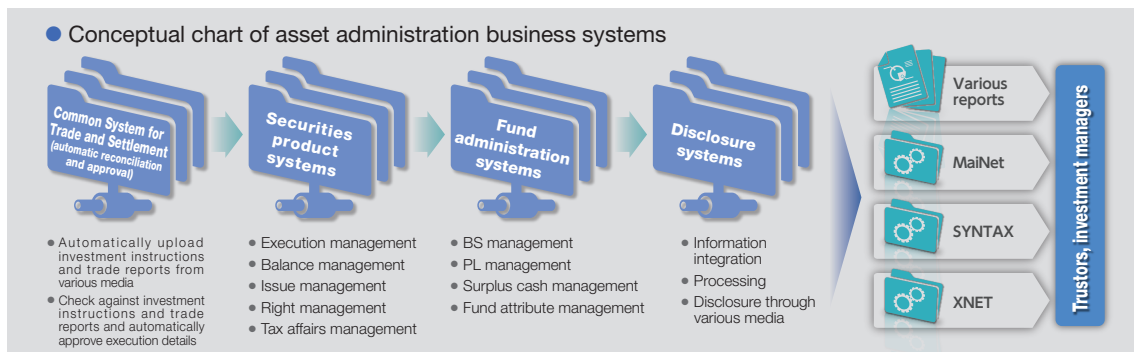 ● Conceptual chart of asset administration business systems
Common System for
Trade and Settlement
(automatic reconciliation
and approval)
● Automatically upload
investment instructions
and trade reports from
various media
● Check against investment
instructions and trade
reports and automatically
approve execution details
Securities
product
systems
● Execution management
● Balance management
● Issue management
● Right management
● Tax affairs management
Fund
administration
systems
● BS management
● PL management
● Surplus cash management
● Fund attribute management
Disclosure
systems
● Information
integration
● Processing
● Disclosure through
various media
Various
reports
MaiNet
SYNTAX
XNET
Trustors, investment managers